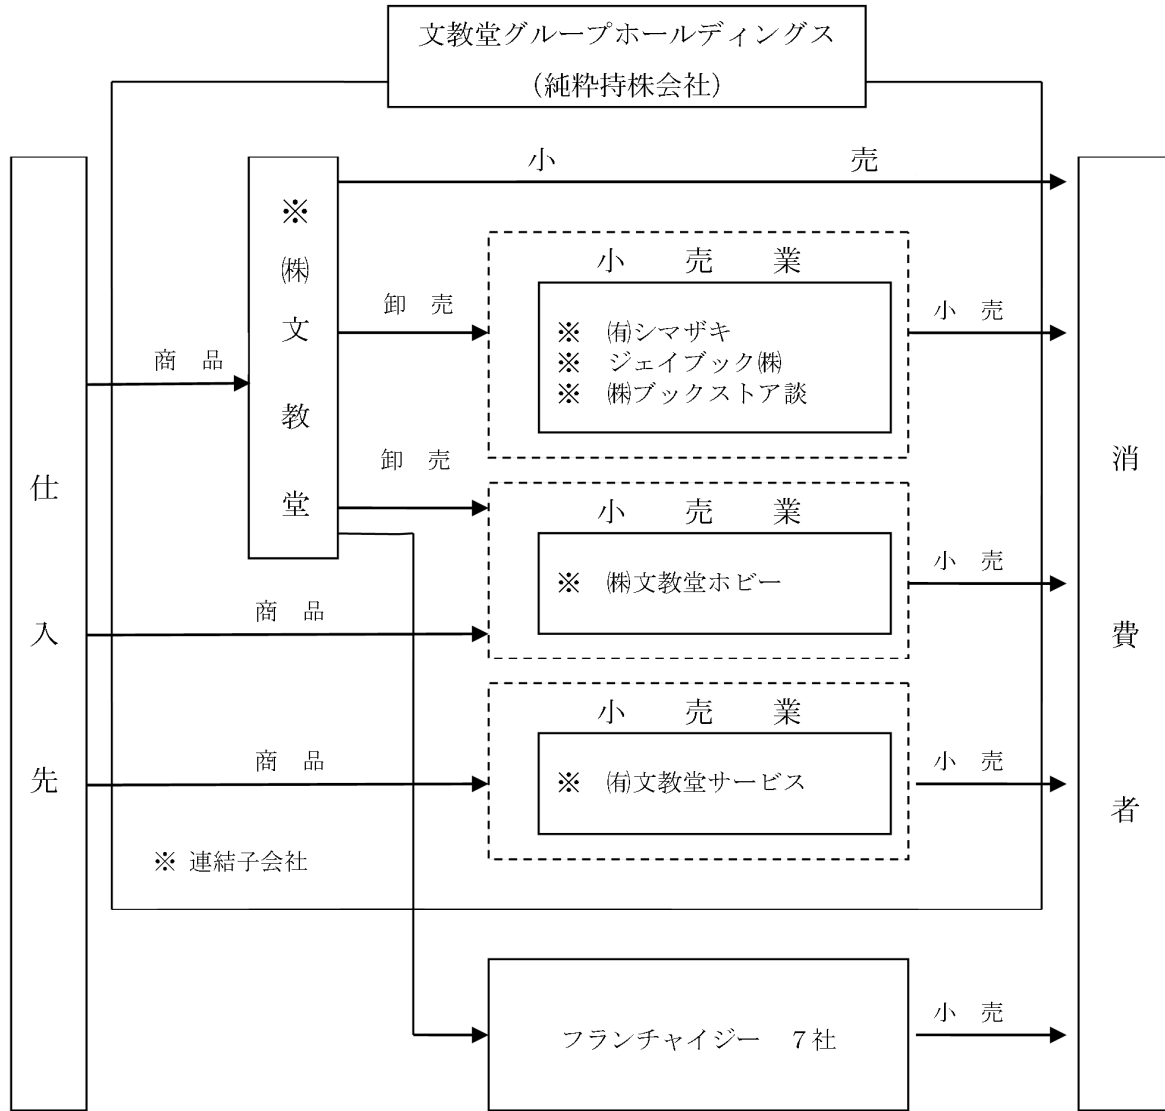 文教堂グループホールディングス
(純粋持株会社)
仕入先
※㈱文教堂
消費者
小 売
商 品
卸 売
小 売 業
※ ㈲シマザキ
※ ジェイブック㈱
※ ㈱ブックストア談
小 売
卸 売
小 売 業
※ ㈱文教堂ホビー
小 売
商 品
小 売 業
※ ㈲文教堂サービス
商 品
小 売
※ 連結子会社
フランチャイジー 7社
小 売